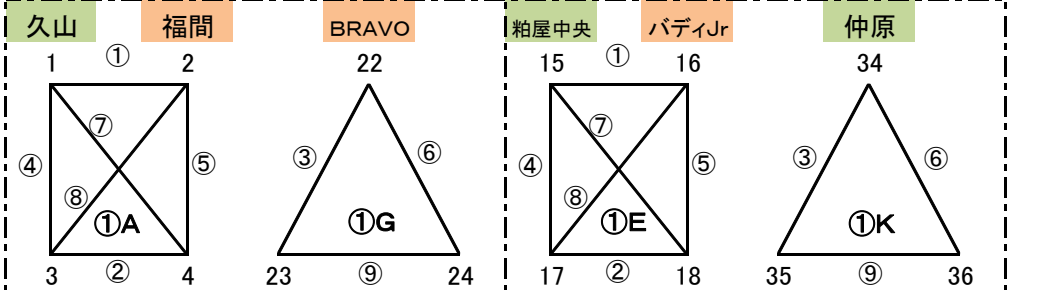 久山 福間 BRAVO 粕屋中央 バディJr 仲原
① ①
1 2 22 15 16 34
⑦ ⑦
④ ⑤ ③ ⑥ ④ ⑤ ③ ⑥
⑧ ⑧
①A ①G ①E ①K
3 ② 4 23 ⑨ 24 17 ② 18 35 ⑨ 36